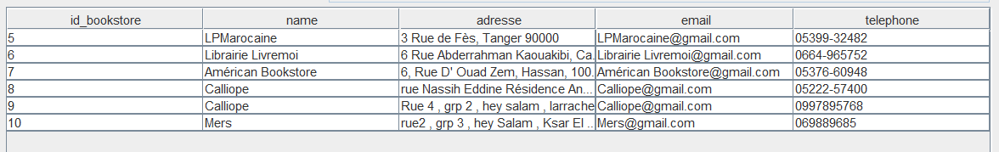 id_bookstore name adresse email telephone
5 LPMarocaine 3 Rue de Fès, Tanger 90000 LPMarocaine@gmail.com 05399-32482
6 Librairie Livremoi 6 Rue Abderrahman Kaouakibi, Ca... Librairie Livremoi@gmail.com 0664-965752
7 Américan Bookstore 6, Rue D' Ouad Zem, Hassan, 100... Américan Bookstore@gmail.com 05376-60948
8 Calliope rue Nassih Eddine Résidence An... Calliope@gmail.com 05222-57400
9 Calliope Rue 4 , grp 2 , hey salam , larrache Calliope@gmail.com 0997895768
10 Mers rue2 , grp 3 , hey Salam , Ksar El ... Mers@gmail.com 069889685